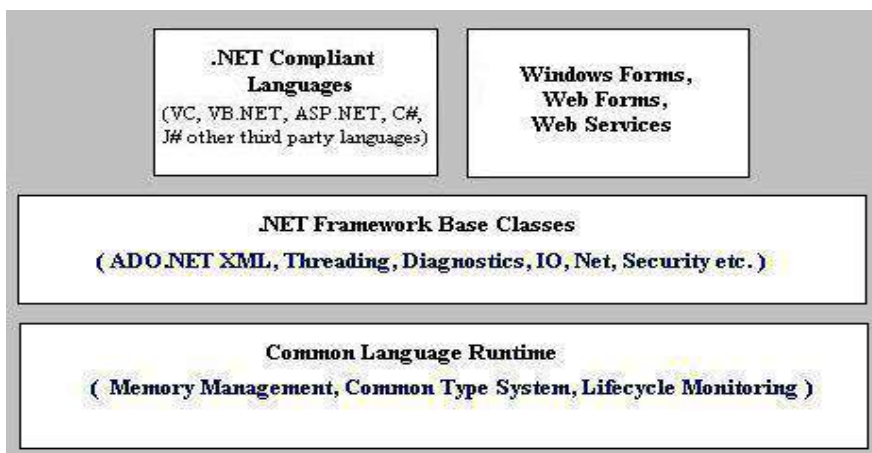 .NET Compliant
Languages
(VC, VB.NET, ASP.NET, C#,
J# other third party languages)
Windows Forms,
Web Forms,
Web Services
.NET Framework Base Classes
( ADO.NET XML, Threading, Diagnostics, IO, Net, Security etc. )
Common Language Runtime
( Memory Management, Common Type System, Lifecycle Monitoring )